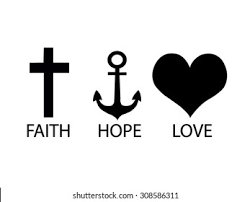 FAITH HOPE LOVE
shutterstock.com · 308586311